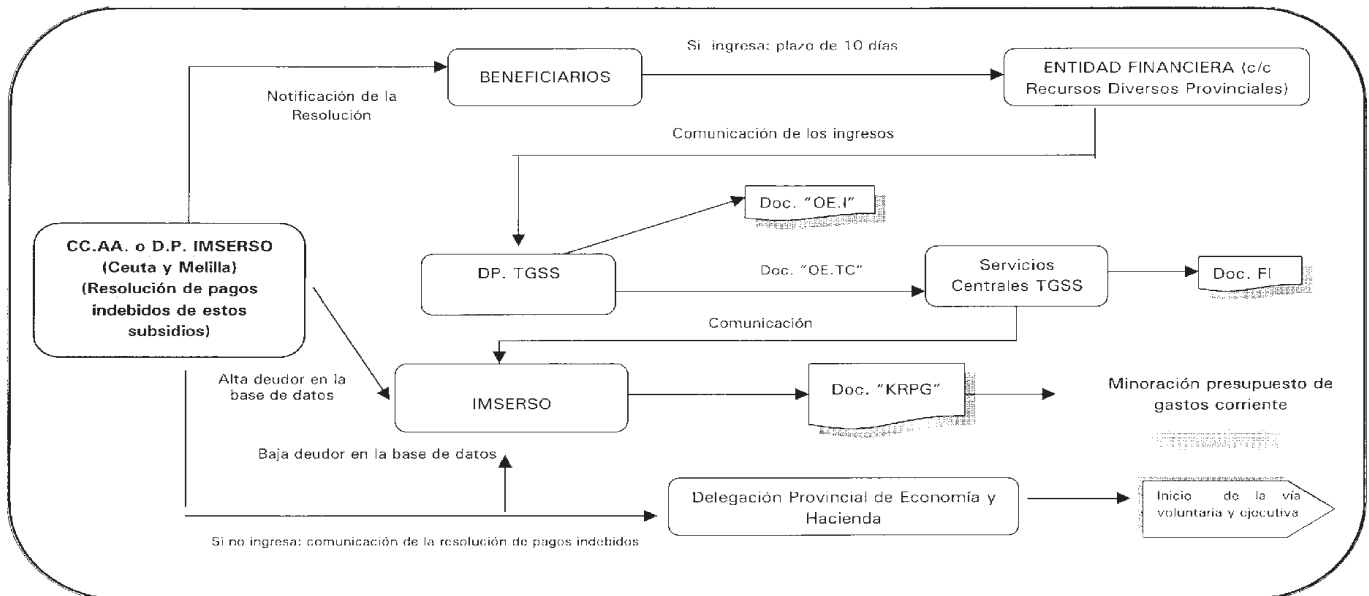 Si ingresa: plazo de 10 días
BENEFICIARIOS
ENTIDAD FINANCIERA (c/c
Recursos Diversos Provinciales)
Notificación de la
Resolución
Comunicación de los ingresos
Doc. "OE.I"
CC.AA. o D.P. IMSERSO
(Ceuta y Melilla)
(Resolución de pagos
indebidos de estos
subsidios)
DP. TGSS
Doc. "OE.TC"
Servicios
Centrales TGSS
Doc. FI
Comunicación
Alta deudor en la
base de datos
IMSERSO
Doc. "KRPG"
Minoración presupuesto de
gastos corriente
Baja deudor en la base de datos
Delegación Provincial de Economía y
Hacienda
Inicio de la vía
voluntaria y ejecutiva
Si no ingresa: comunicación de la resolución de pagos indebidos